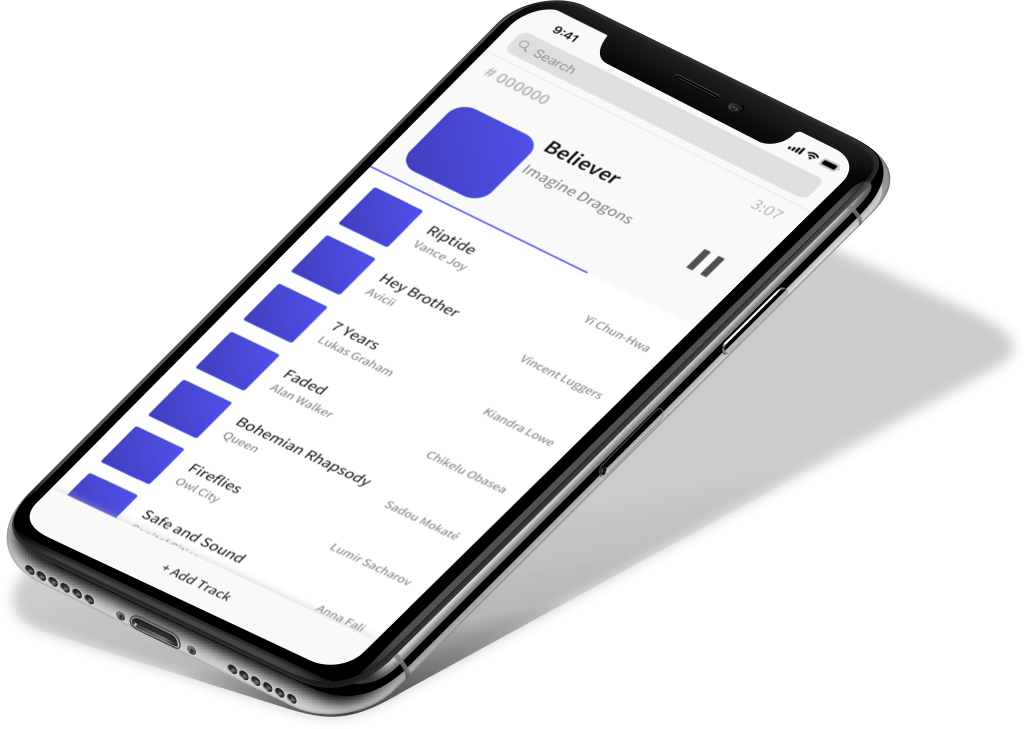 9:41
Search
# 000000
Believer
Imagine Dragons
3:07
Riptide
Vance Joy
Yi Chun-Hwa
Hey Brother
Avicii
Vincent Luggers
7 Years
Lukas Graham
Kiandra Lowe
Faded
Alan Walker
Chikelu Obasea
Bohemian Rhapsody
Queen
Sadou Mokaté
Fireflies
Owl City
Lumir Sacharov
Safe and Sound
Anna Fali
+ Add Track